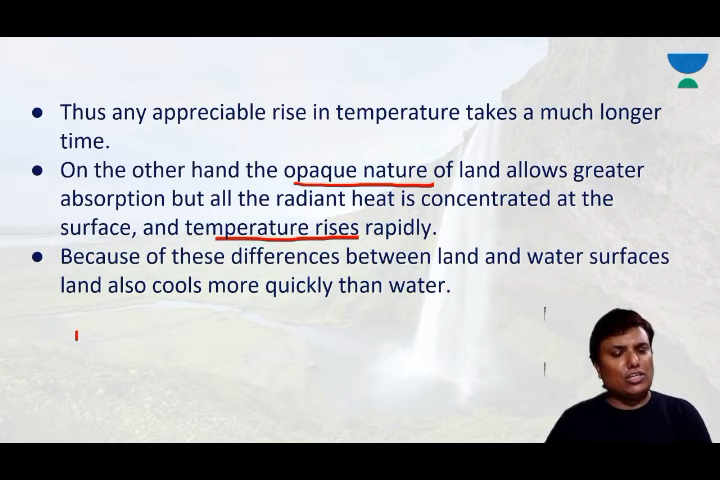 ● Thus any appreciable rise in temperature takes a much longer
time.
● On the other hand the opaque nature of land allows greater
absorption but all the radiant heat is concentrated at the
surface, and temperature rises rapidly.
● Because of these differences between land and water surfaces
land also cools more quickly than water.